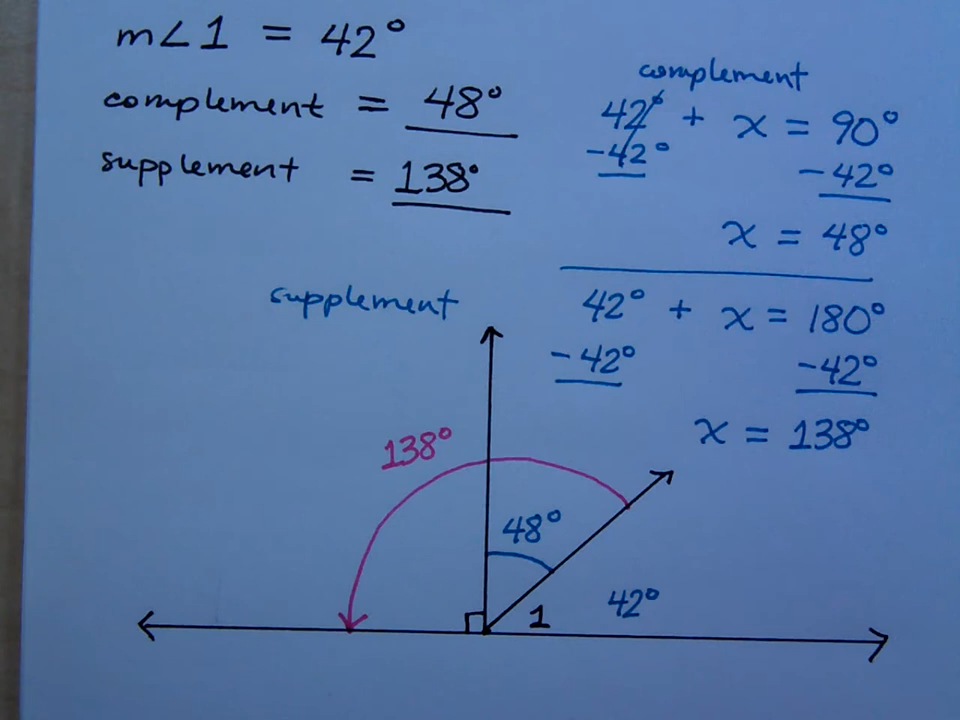 m∠1 = 42°
complement = 48°
supplement = 138°
complement
42° + x = 90°
-42° -42°
x = 48°
supplement
42° + x = 180°
-42° -42°
x = 138°
138°
48°
1 42°